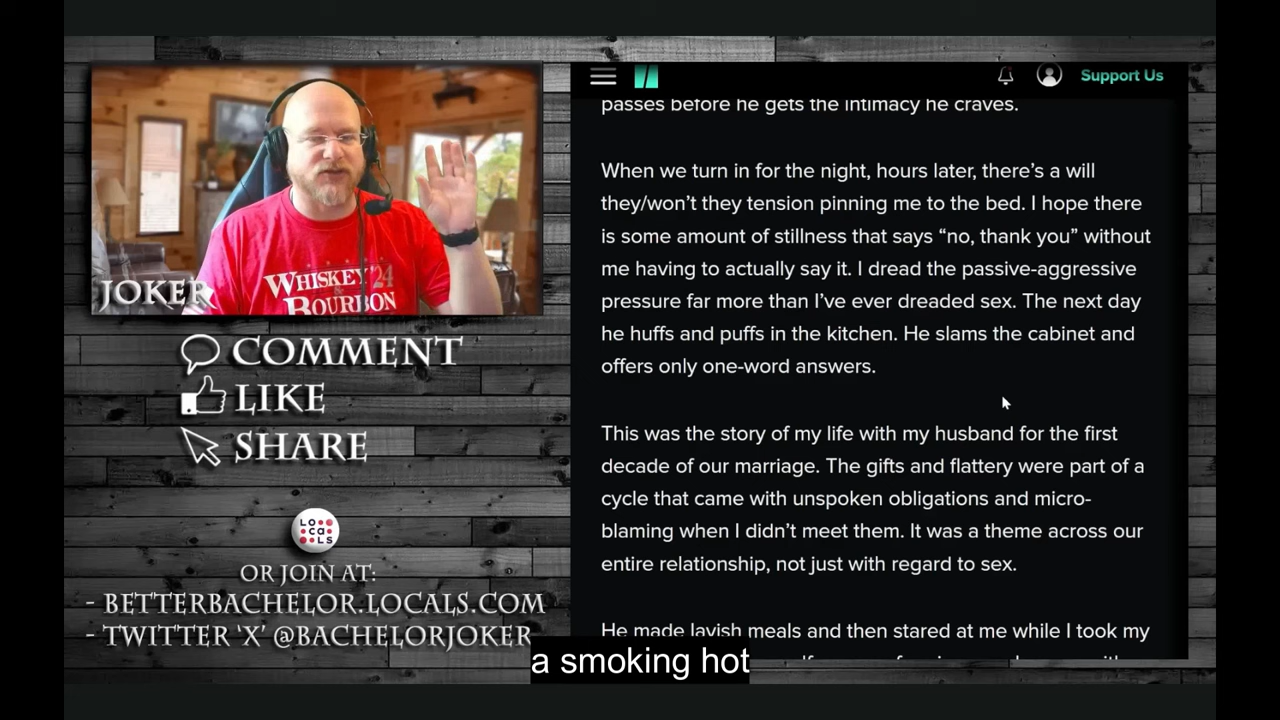 Support Us
passes before he gets the intimacy he craves.
When we turn in for the night, hours later, there's a will
they/won't they tension pinning me to the bed. I hope there
is some amount of stillness that says “no, thank you” without
me having to actually say it. I dread the passive-aggressive
pressure far more than I've ever dreaded sex. The next day
he huffs and puffs in the kitchen. He slams the cabinet and
offers only one-word answers.
This was the story of my life with my husband for the first
decade of our marriage. The gifts and flattery were part of a
cycle that came with unspoken obligations and micro-
blaming when I didn't meet them. It was a theme across our
entire relationship, not just with regard to sex.
He made lavish meals and then stared at me while I took my
WHISKEY '24
BOURBON
JOKER
COMMENT
LIKE
SHARE
LOCALS
OR JOIN AT:
- BETTERBACHELOR.LOCALS.COM
- TWITTER 'X' @BACHELORJOKER
a smoking hot